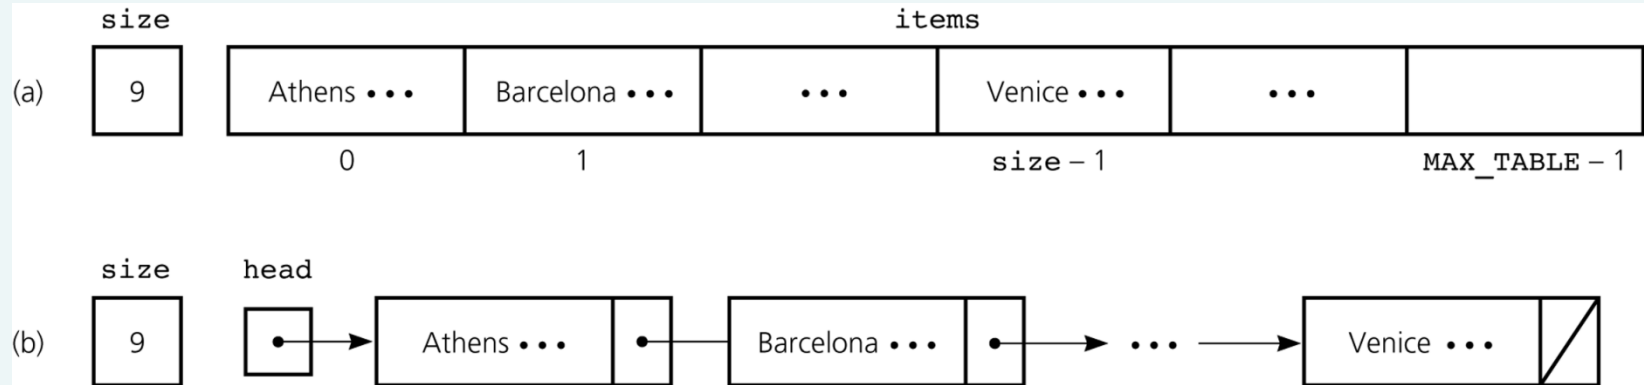 size items
(a) 9 Athens ••• Barcelona ••• ••• Venice ••• •••
0 1 size – 1 MAX_TABLE – 1
size head
(b) 9 Athens ••• Barcelona ••• ••• Venice •••